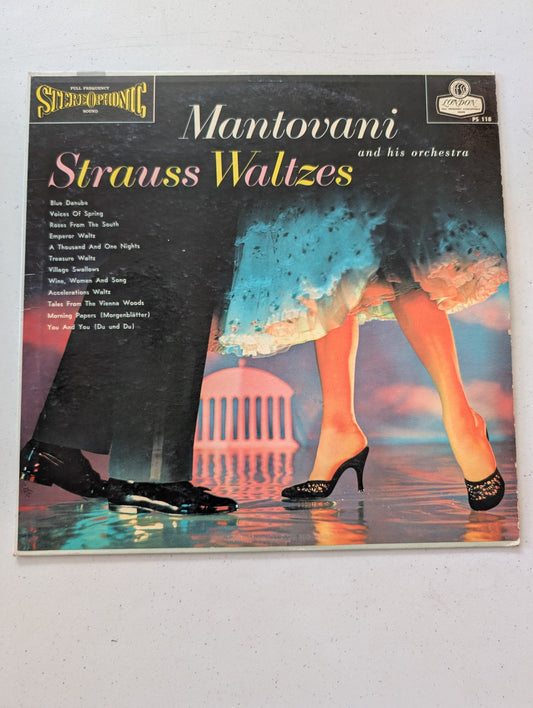 FULL FREQUENCY
STEREOPHONIC
SOUND
LONDON
PS 118
Mantovani
and his orchestra
Strauss Waltzes
Blue Danube
Voices Of Spring
Roses From The South
Emperor Waltz
A Thousand And One Nights
Treasure Waltz
Village Swallows
Wine, Women And Song
Accelerations Waltz
Tales From The Vienna Woods
Morning Papers (Morgenblätter)
You And You (Du und Du)